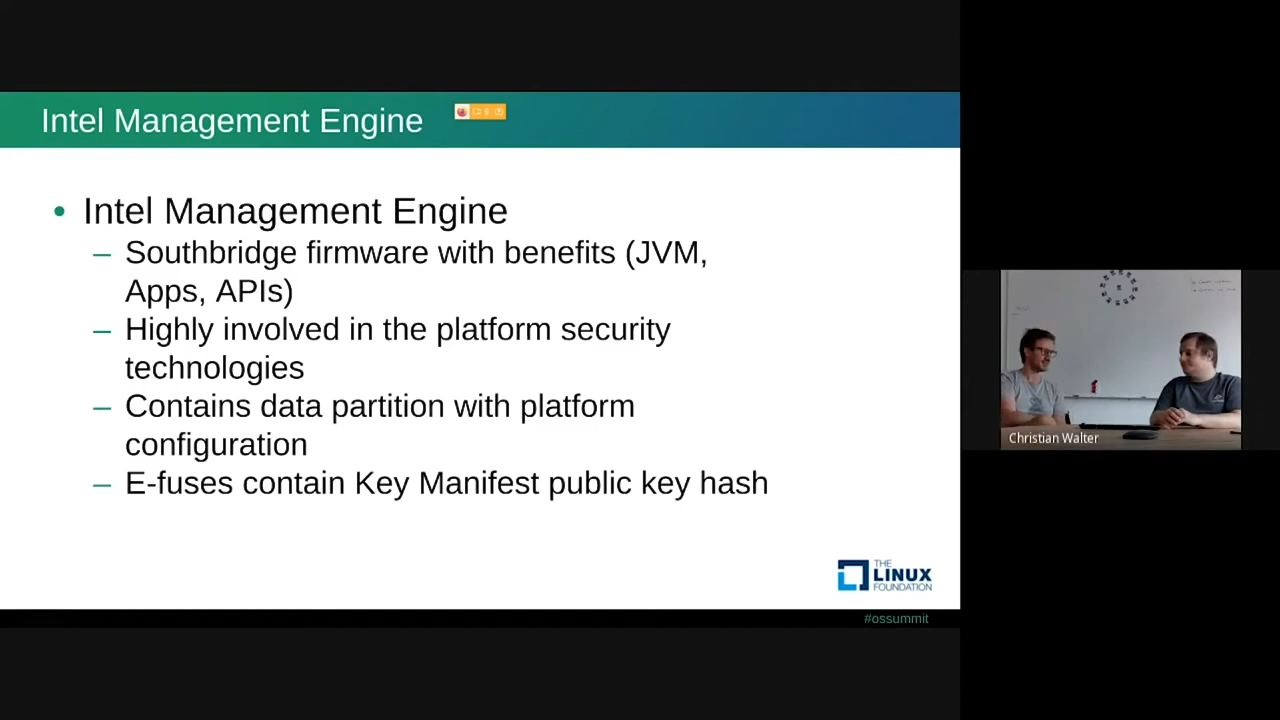 Intel Management Engine
• Intel Management Engine
– Southbridge firmware with benefits (JVM,
Apps, APIs)
– Highly involved in the platform security
technologies
– Contains data partition with platform
configuration
– E-fuses contain Key Manifest public key hash
THE
LINUX
FOUNDATION
#ossummit
Christian Walter